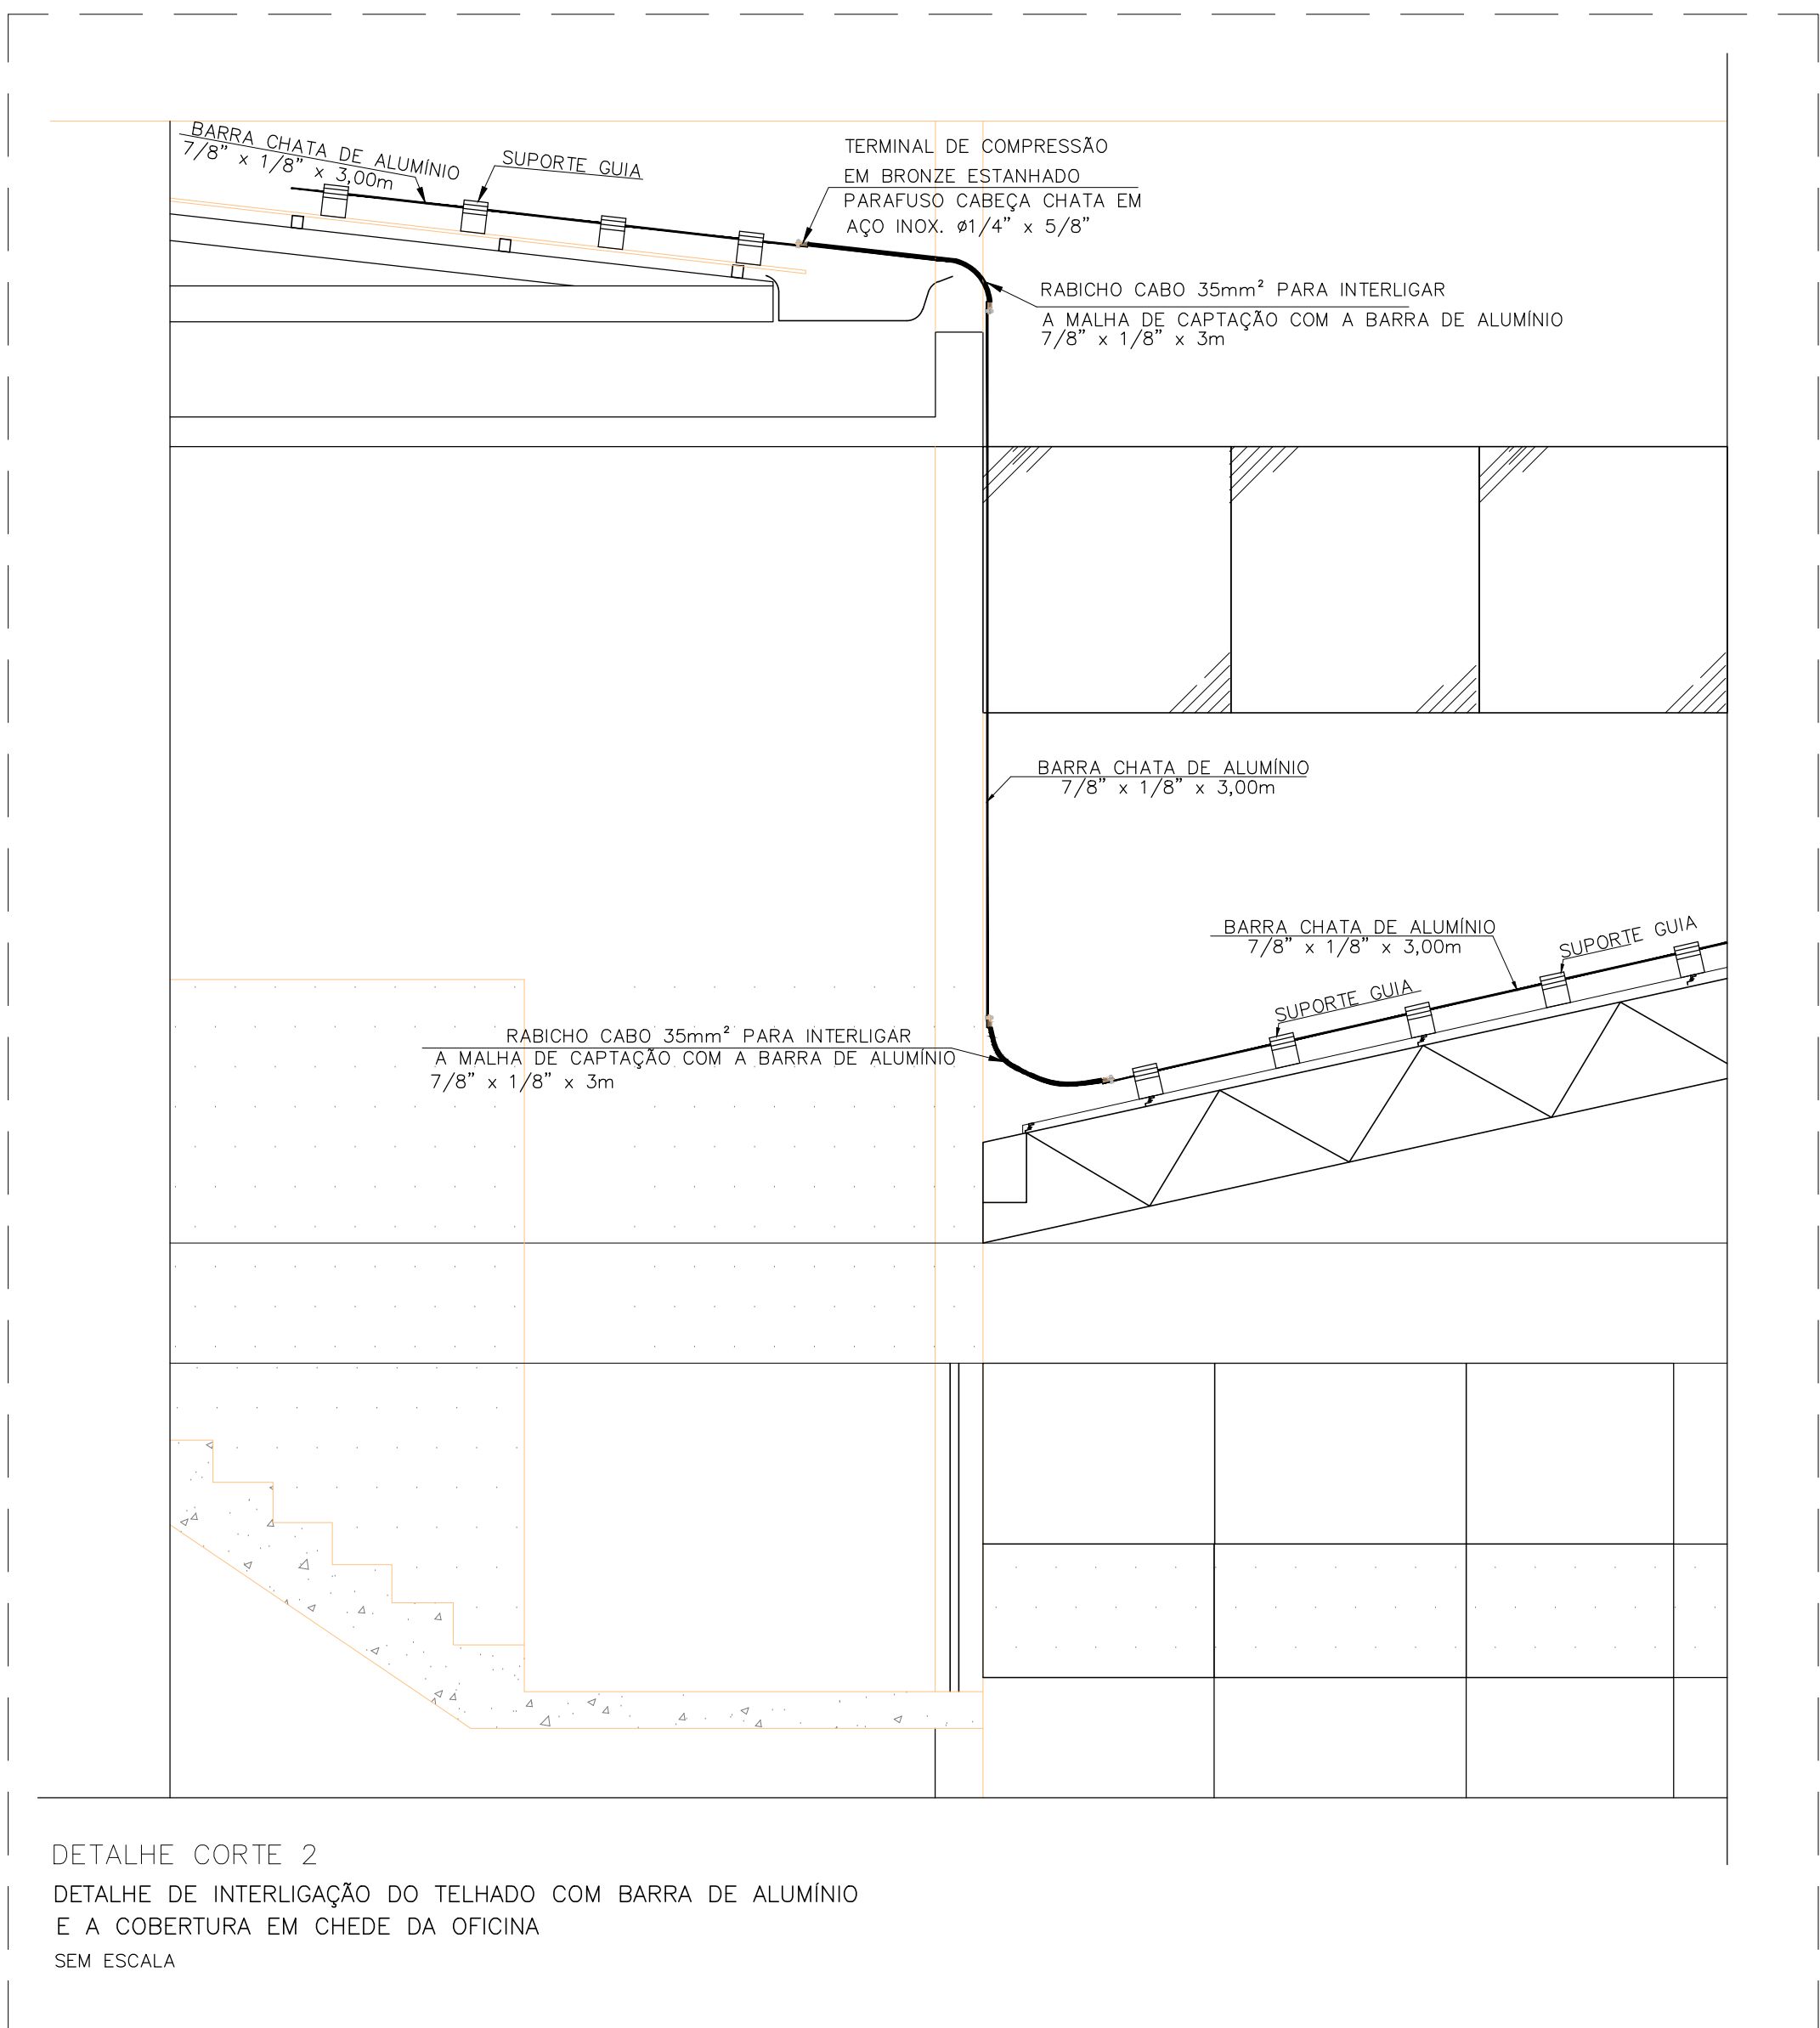 BARRA CHATA DE ALUMÍNIO
7/8” x 1/8” x 3,00m
SUPORTE GUIA
TERMINAL DE COMPRESSÃO
EM BRONZE ESTANHADO
PARAFUSO CABEÇA CHATA EM
AÇO INOX. ø1/4” x 5/8”
RABICHO CABO 35mm² PARA INTERLIGAR
A MALHA DE CAPTAÇÃO COM A BARRA DE ALUMÍNIO
7/8” x 1/8” x 3m
BARRA CHATA DE ALUMÍNIO
7/8” x 1/8” x 3,00m
BARRA CHATA DE ALUMÍNIO
7/8” x 1/8” x 3,00m
SUPORTE GUIA
SUPORTE GUIA
RABICHO CABO 35mm² PARA INTERLIGAR
A MALHA DE CAPTAÇÃO COM A BARRA DE ALUMÍNIO
7/8” x 1/8” x 3m
DETALHE CORTE 2
DETALHE DE INTERLIGAÇÃO DO TELHADO COM BARRA DE ALUMÍNIO
E A COBERTURA EM CHEDE DA OFICINA
SEM ESCALA